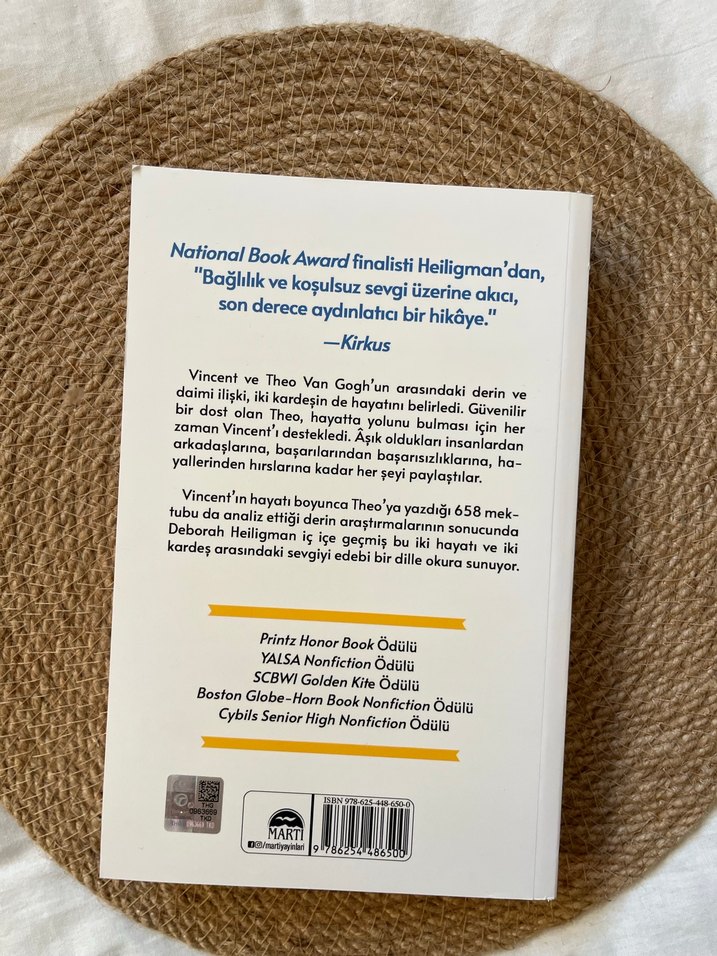 National Book Award finalisti Heiligman'dan,
"Bağlılık ve koşulsuz sevgi üzerine akıcı,
son derece aydınlatıcı bir hikâye."
—Kirkus
Vincent ve Theo Van Gogh'un arasındaki derin ve
daimi ilişki, iki kardeşin de hayatını belirledi. Güvenilir
bir dost olan Theo, hayatta yolunu bulması için her
zaman Vincent'ı destekledi. Âşık oldukları insanlardan
arkadaşlarına, başarılarından başarısızlıklarına, ha-
yallerinden hırslarına kadar her şeyi paylaştılar.
Vincent'ın hayatı boyunca Theo'ya yazdığı 658 mek-
tubu da analiz ettiği derin araştırmalarının sonucunda
Deborah Heiligman iç içe geçmiş bu iki hayatı ve iki
kardeş arasındaki sevgiyi edebi bir dille okura sunuyor.
Printz Honor Book Ödülü
YALSA Nonfiction Ödülü
SCBWI Golden Kite Ödülü
Boston Globe-Horn Book Nonfiction Ödülü
Cybils Senior High Nonfiction Ödülü
THG
0963669
TKD
0963669 TKD
MARTI
/martiyayinlari
ISBN 978-625-448-650-0
9 786254 486500